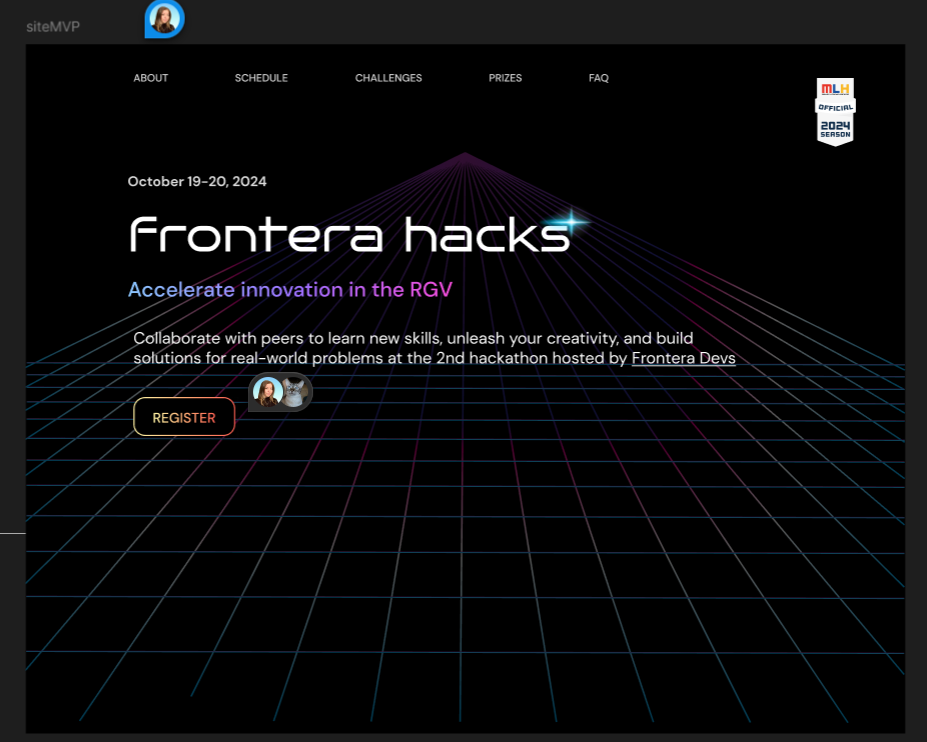 siteMVP
ABOUT SCHEDULE CHALLENGES PRIZES FAQ
MLH
OFFICIAL
2024
SEASON
October 19-20, 2024
frontera hacks
Accelerate innovation in the RGV
Collaborate with peers to learn new skills, unleash your creativity, and build
solutions for real-world problems at the 2nd hackathon hosted by Frontera Devs
REGISTER